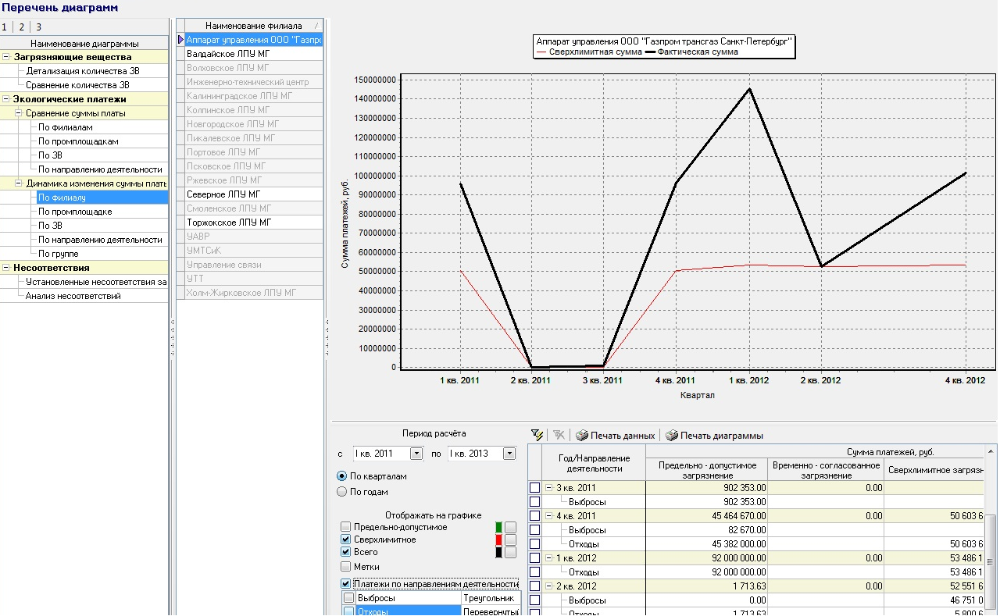 Перечень диаграмм
1 2 3
Наименование диаграммы
Загрязняющие вещества
Детализация количества ЗВ
Сравнение количества ЗВ
Экологические платежи
Сравнение суммы платы
По филиалам
По промплощадкам
По ЗВ
По направлению деятельности
Динамика изменения суммы плать
По филиалу
По промплощадке
По ЗВ
По направлению деятельности
По группе
Несоответствия
Установленные несоответствия за
Анализ несоответствий
Наименование филиала
Аппарат управления ООО "Газпрс
Валдайское ЛПУ МГ
Волховское ЛПУ МГ
Инженерно-технический центр
Калининградское ЛПУ МГ
Колпинское ЛПУ МГ
Новгородское ЛПУ МГ
Пикалевское ЛПУ МГ
Портовое ЛПУ МГ
Псковское ЛПУ МГ
Ржевское ЛПУ МГ
Северное ЛПУ МГ
Смоленское ЛПУ МГ
Торжокское ЛПУ МГ
УАВР
УМТСиК
Управление связи
УТТ
Холм-Жирковское ЛПУ МГ
Аппарат управления ООО "Газпром трансгаз Санкт-Петербург"
Сверхлимитная сумма Фактическая сумма
Сумма платежей, руб.
150000000
140000000
130000000
120000000
110000000
100000000
90000000
80000000
70000000
60000000
50000000
40000000
30000000
20000000
10000000
0
1 кв. 2011 2 кв. 2011 3 кв. 2011 4 кв. 2011 1 кв. 2012 2 кв. 2012 4 кв. 2012
Квартал
Период расчёта
с I кв. 2011 по I кв. 2013
По кварталам
По годам
Отображать на графике
Предельно-допустимое
Сверхлимитное
Всего
Метки
Платежи по направлениям деятельности
Выбросы Треугольник
Отходы Перевернутый
Печать данных Печать диаграммы
Год/Направление деятельности
Сумма платежей, руб.
Предельно - допустимое загрязнение
Временно - согласованное загрязнение
Сверхлимитное загрязн
3 кв. 2011 902 353.00 0.00
Выбросы 902 353.00
4 кв. 2011 45 464 670.00 0.00 50 603 6
Выбросы 82 670.00
Отходы 45 382 000.00 50 603 6
1 кв. 2012 92 000 000.00 0.00 53 486 1
Отходы 92 000 000.00 53 486 1
2 кв. 2012 1 713.63 0.00 52 551 6
Выбросы 0.00 46 751 0
Отходы 1 713.63 5 800 6